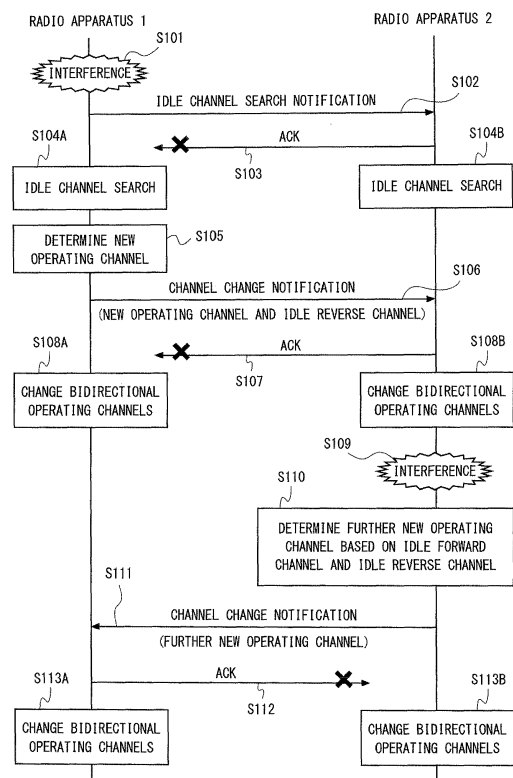 RADIO APPARATUS 1
RADIO APPARATUS 2
S101
INTERFERENCE
S102
IDLE CHANNEL SEARCH NOTIFICATION
S104A
S104B
ACK
S103
IDLE CHANNEL SEARCH
IDLE CHANNEL SEARCH
S105
DETERMINE NEW
OPERATING CHANNEL
S106
CHANNEL CHANGE NOTIFICATION
(NEW OPERATING CHANNEL AND IDLE REVERSE CHANNEL)
S108A
S108B
ACK
S107
CHANGE BIDIRECTIONAL
OPERATING CHANNELS
CHANGE BIDIRECTIONAL
OPERATING CHANNELS
S109
INTERFERENCE
S110
DETERMINE FURTHER NEW OPERATING
CHANNEL BASED ON IDLE FORWARD
CHANNEL AND IDLE REVERSE CHANNEL
S111
CHANNEL CHANGE NOTIFICATION
(FURTHER NEW OPERATING CHANNEL)
S113A
S113B
ACK
S112
CHANGE BIDIRECTIONAL
OPERATING CHANNELS
CHANGE BIDIRECTIONAL
OPERATING CHANNELS